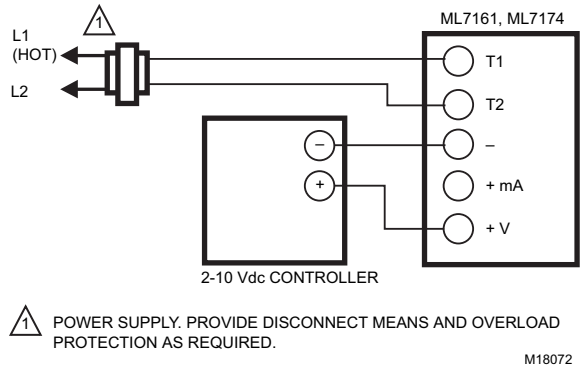 ML7161, ML7174
1
L1
(HOT)
L2
T1
T2
–
+ mA
+ V
–
+
2-10 Vdc CONTROLLER
1 POWER SUPPLY. PROVIDE DISCONNECT MEANS AND OVERLOAD
PROTECTION AS REQUIRED.
M18072